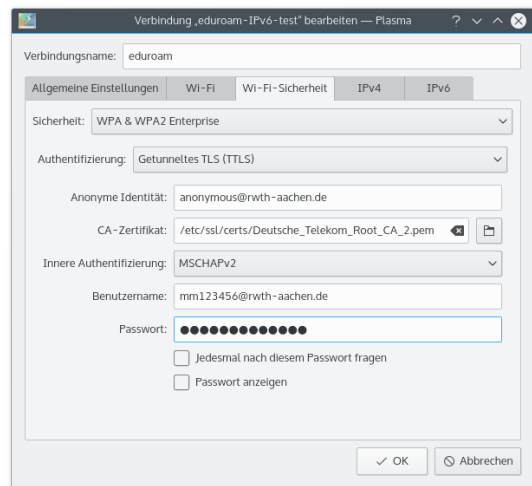 Verbindung „eduroam-IPv6-test" bearbeiten — Plasma
Verbindungsname: eduroam
Allgemeine Einstellungen Wi-Fi Wi-Fi-Sicherheit IPv4 IPv6
Sicherheit: WPA & WPA2 Enterprise
Authentifizierung: Getunneltes TLS (TTLS)
Anonyme Identität: anonymous@rwth-aachen.de
CA-Zertifikat: /etc/ssl/certs/Deutsche_Telekom_Root_CA_2.pem
Innere Authentifizierung: MSCHAPv2
Benutzername: mm123456@rwth-aachen.de
Passwort: ●●●●●●●●●●●●●
Jedesmal nach diesem Passwort fragen
Passwort anzeigen
OK Abbrechen